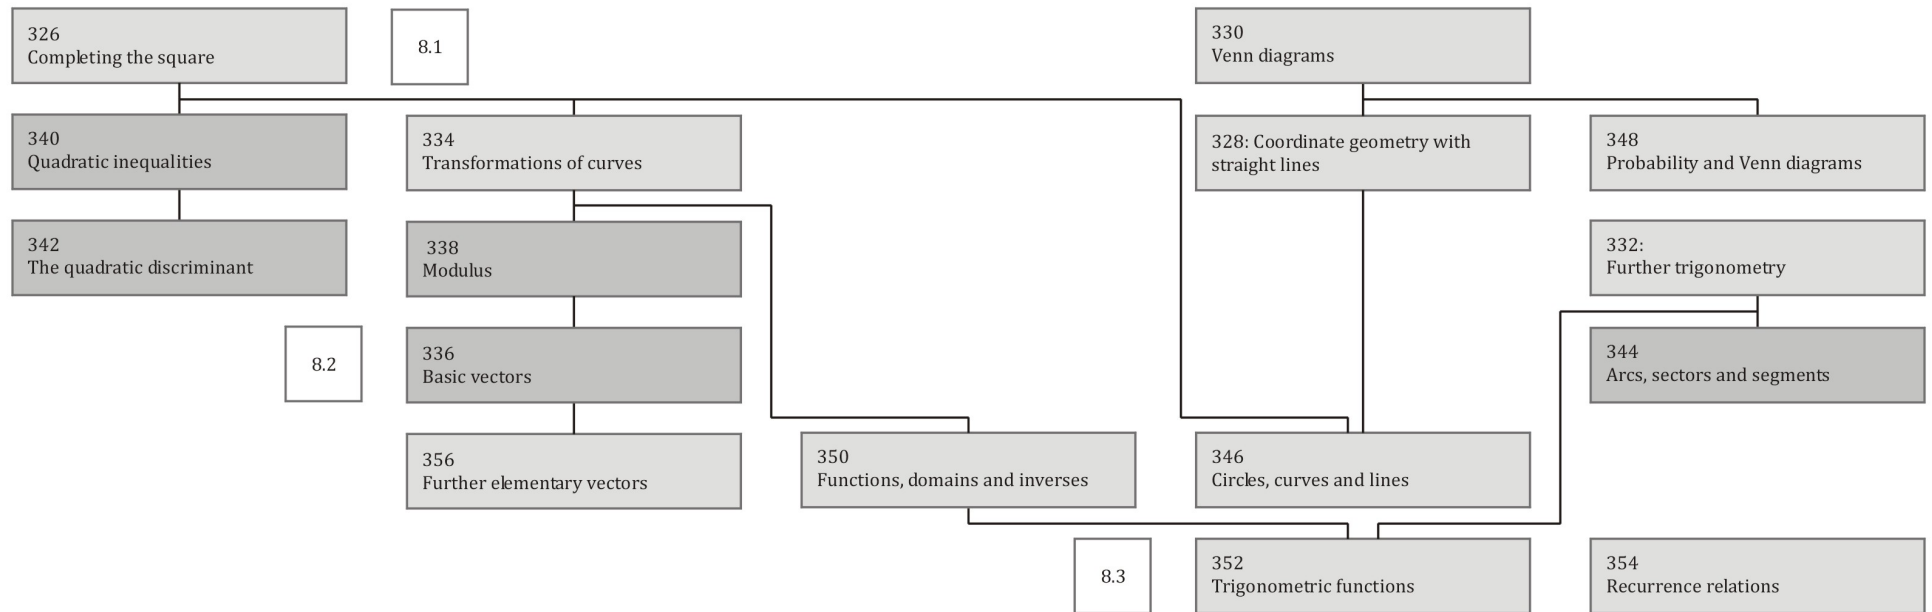 326
Completing the square
8.1
330
Venn diagrams
340
Quadratic inequalities
334
Transformations of curves
328: Coordinate geometry with
straight lines
348
Probability and Venn diagrams
342
The quadratic discriminant
338
Modulus
332:
Further trigonometry
8.2
336
Basic vectors
344
Arcs, sectors and segments
356
Further elementary vectors
350
Functions, domains and inverses
346
Circles, curves and lines
8.3
352
Trigonometric functions
354
Recurrence relations